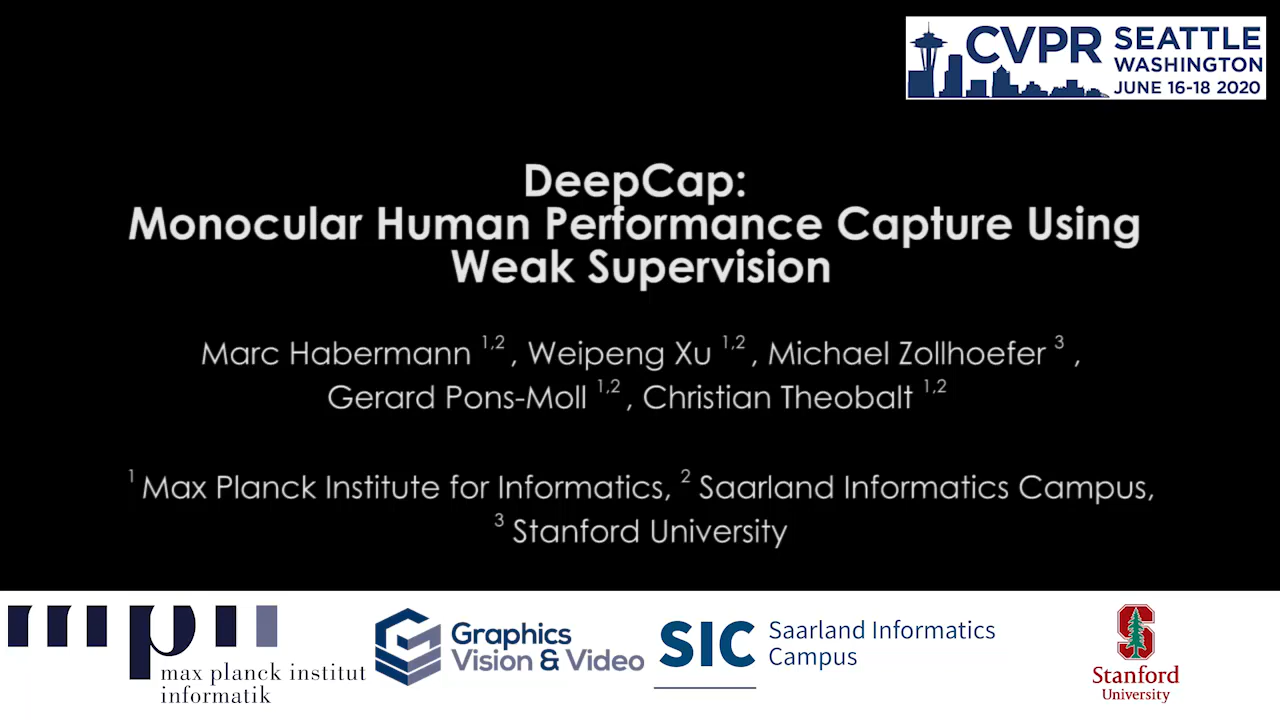 CVPR SEATTLE
WASHINGTON
JUNE 16-18 2020
DeepCap:
Monocular Human Performance Capture Using
Weak Supervision
Marc Habermann 1,2 , Weipeng Xu 1,2 , Michael Zollhoefer 3 ,
Gerard Pons-Moll 1,2 , Christian Theobalt 1,2
1 Max Planck Institute for Informatics, 2 Saarland Informatics Campus,
3 Stanford University
mpii
max planck institut
informatik
Graphics
Vision & Video
SIC
Saarland Informatics
Campus
S
Stanford
University